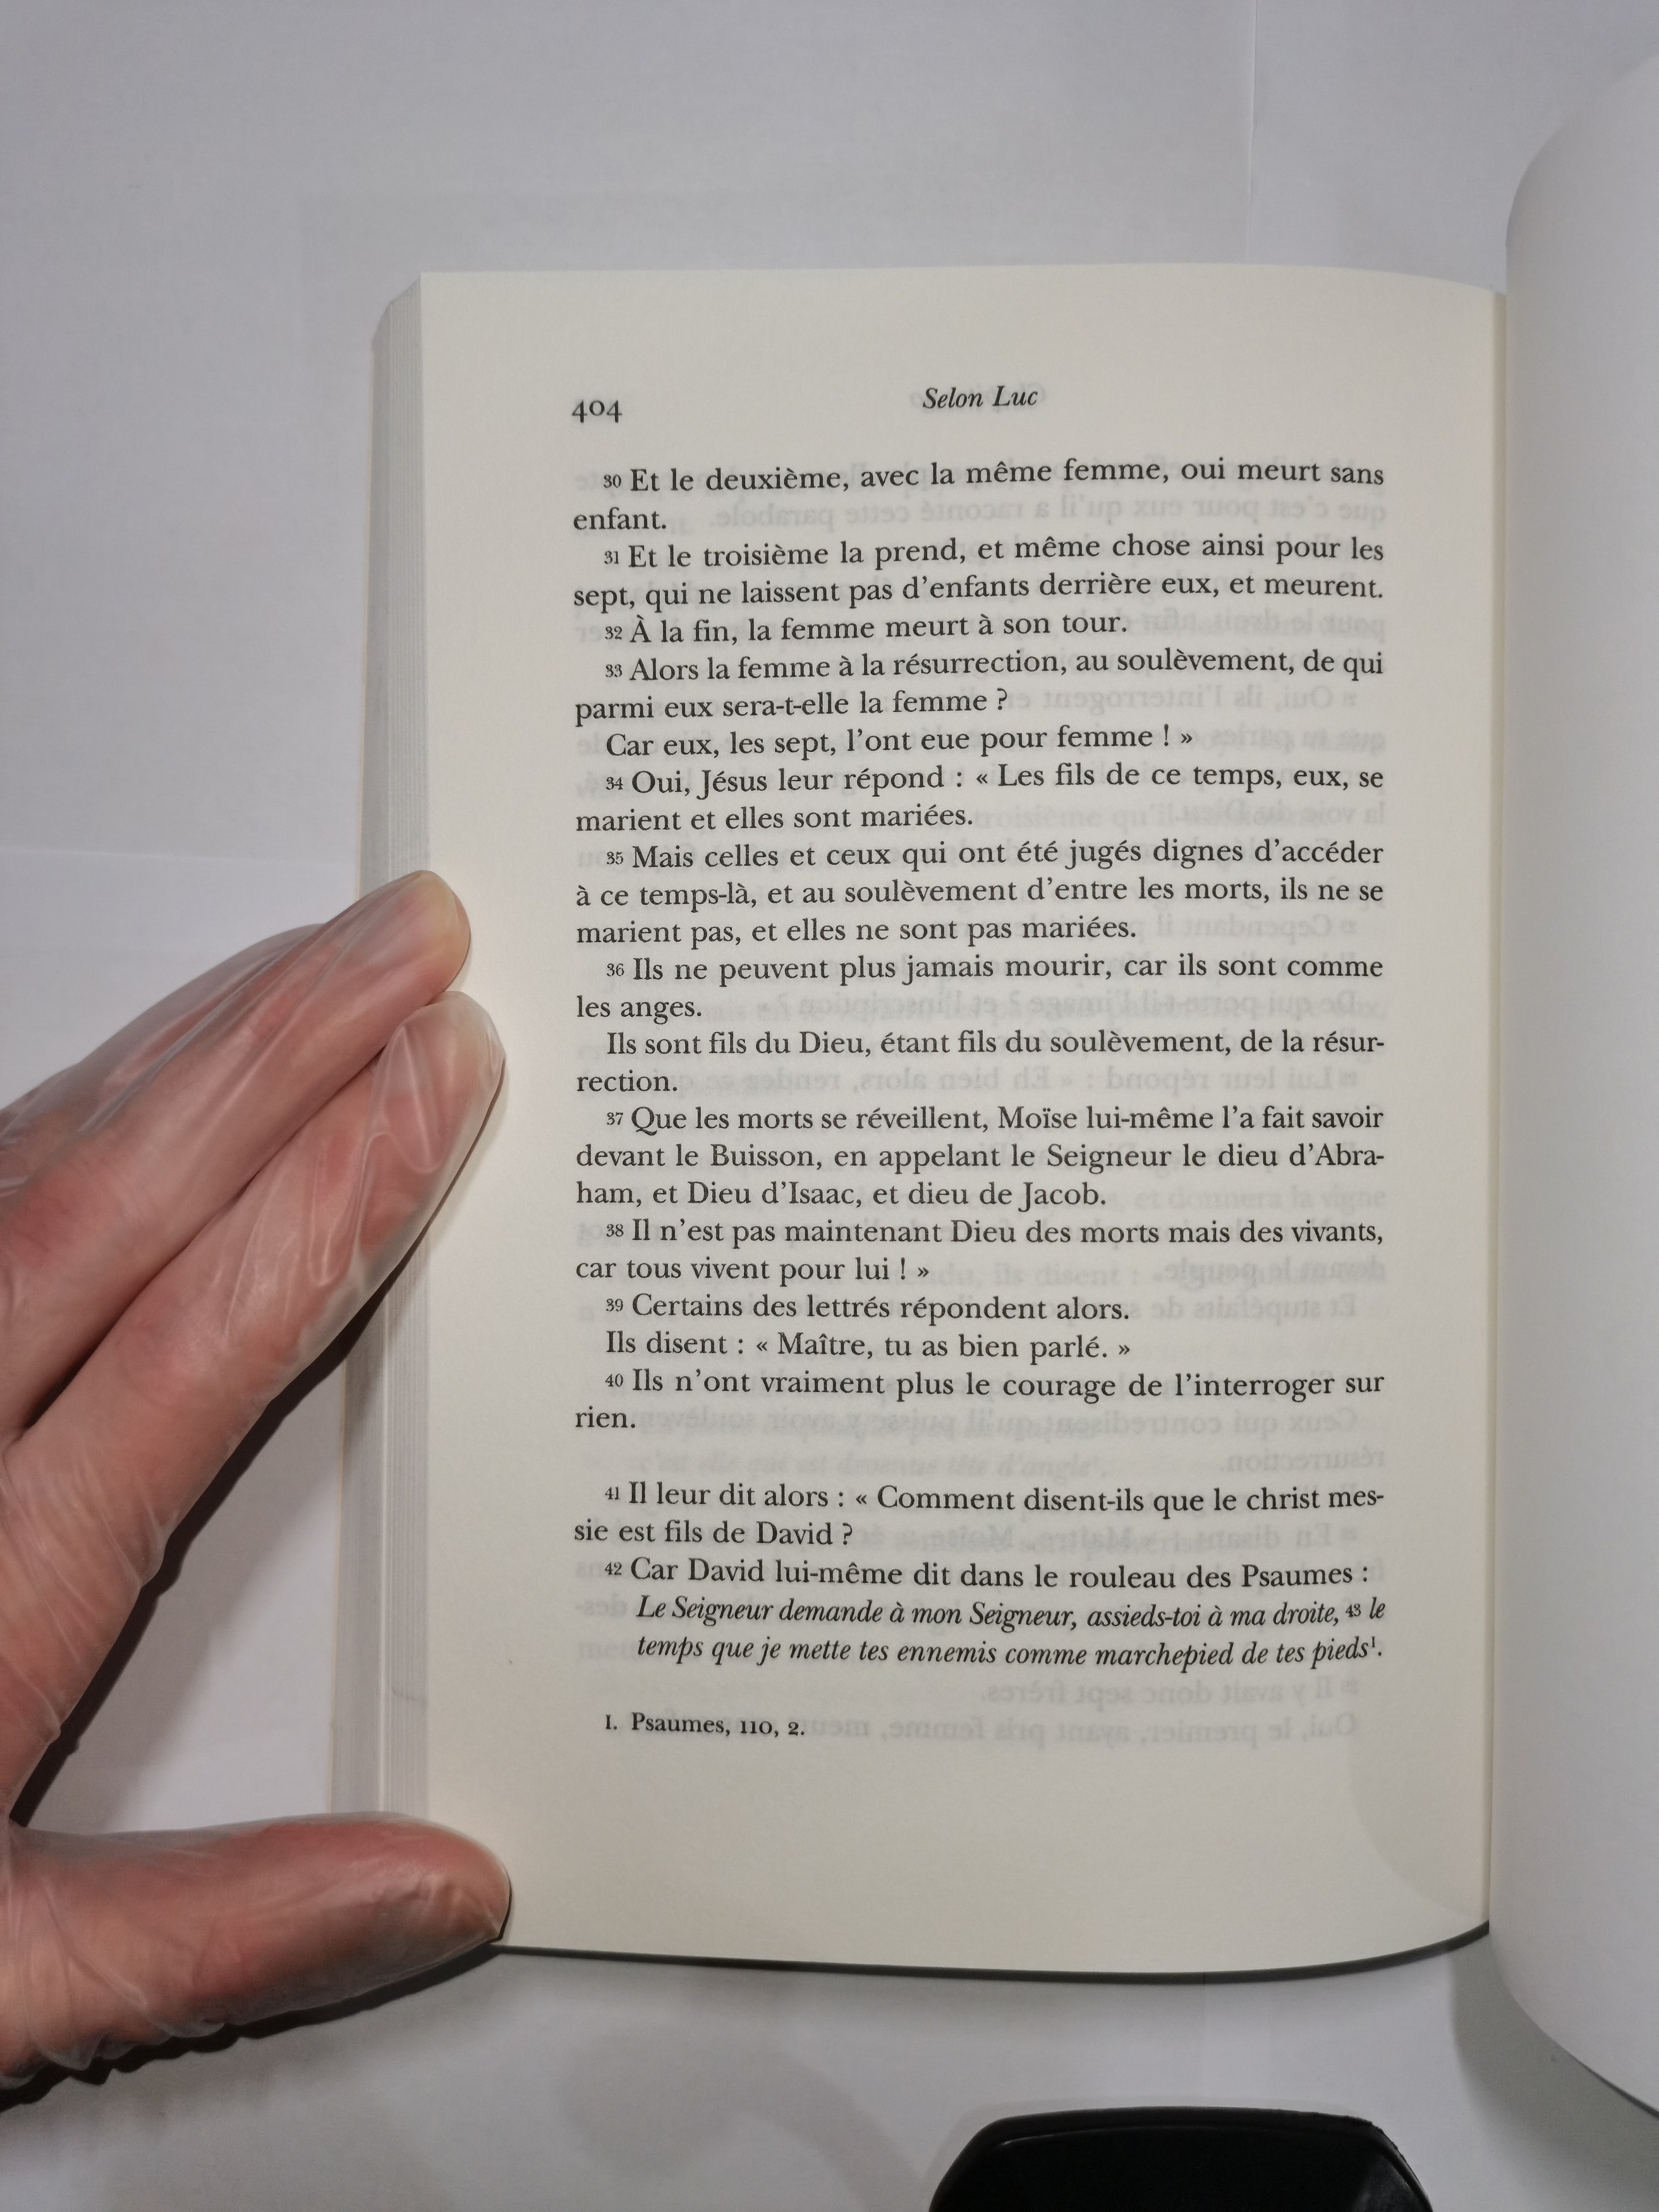 404
Selon Luc
30 Et le deuxième, avec la même femme, oui meurt sans
enfant.
31 Et le troisième la prend, et même chose ainsi pour les
sept, qui ne laissent pas d'enfants derrière eux, et meurent.
32 À la fin, la femme meurt à son tour.
33 Alors la femme à la résurrection, au soulèvement, de qui
parmi eux sera-t-elle la femme ?
Car eux, les sept, l'ont eue pour femme ! »
34 Oui, Jésus leur répond : « Les fils de ce temps, eux, se
marient et elles sont mariées.
35 Mais celles et ceux qui ont été jugés dignes d'accéder
à ce temps-là, et au soulèvement d'entre les morts, ils ne se
marient pas, et elles ne sont pas mariées.
36 Ils ne peuvent plus jamais mourir, car ils sont comme
les anges.
Ils sont fils du Dieu, étant fils du soulèvement, de la résur-
rection.
37 Que les morts se réveillent, Moïse lui-même l'a fait savoir
devant le Buisson, en appelant le Seigneur le dieu d'Abra-
ham, et Dieu d'Isaac, et dieu de Jacob.
38 Il n'est pas maintenant Dieu des morts mais des vivants,
car tous vivent pour lui ! »
39 Certains des lettrés répondent alors.
Ils disent : « Maître, tu as bien parlé. »
40 Ils n'ont vraiment plus le courage de l'interroger sur
rien.
41 Il leur dit alors : « Comment disent-ils que le christ mes-
sie est fils de David ?
42 Car David lui-même dit dans le rouleau des Psaumes :
Le Seigneur demande à mon Seigneur, assieds-toi à ma droite, 43 le
temps que je mette tes ennemis comme marchepied de tes pieds¹.
1. Psaumes, 110, 2.